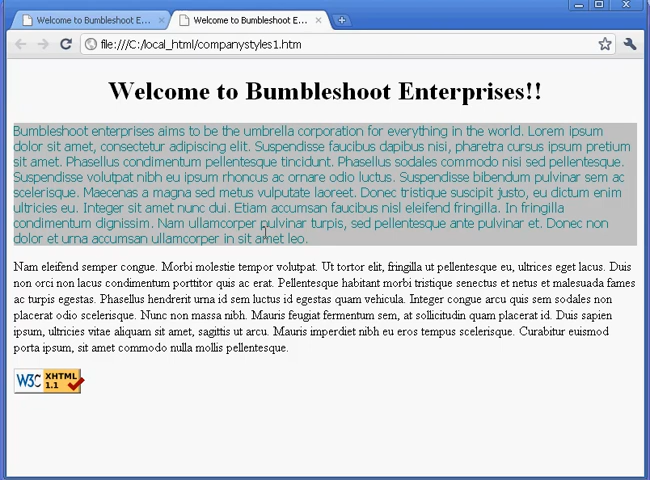 Welcome to Bumbleshoot E...
Welcome to Bumbleshoot E...
file:///C:/local_html/companystyles1.htm
Welcome to Bumbleshoot Enterprises!!
Bumbleshoot enterprises aims to be the umbrella corporation for everything in the world. Lorem ipsum
dolor sit amet, consectetur adipiscing elit. Suspendisse faucibus dapibus nisi, pharetra cursus ipsum pretium
sit amet. Phasellus condimentum pellentesque tincidunt. Phasellus sodales commodo nisi sed pellentesque.
Suspendisse volutpat nibh eu ipsum rhoncus ac ornare odio luctus. Suspendisse bibendum pulvinar sem ac
scelerisque. Maecenas a magna sed metus vulputate laoreet. Donec tristique suscipit justo, eu dictum enim
ultricies eu. Integer sit amet nunc dui. Etiam accumsan faucibus nisl eleifend fringilla. In fringilla
condimentum dignissim. Nam ullamcorper pulvinar turpis, sed pellentesque ante pulvinar et. Donec non
dolor et urna accumsan ullamcorper in sit amet leo.
Nam eleifend semper congue. Morbi molestie tempor volutpat. Ut tortor elit, fringilla ut pellentesque eu, ultrices eget lacus. Duis
non orci non lacus condimentum porttitor quis ac erat. Pellentesque habitant morbi tristique senectus et netus et malesuada fames
ac turpis egestas. Phasellus hendrerit urna id sem luctus id egestas quam vehicula. Integer congue arcu quis sem sodales non
placerat odio scelerisque. Nunc non massa nibh. Mauris feugiat fermentum sem, at sollicitudin quam placerat id. Duis sapien
ipsum, ultricies vitae aliquam sit amet, sagittis ut arcu. Mauris imperdiet nibh eu eros tempus scelerisque. Curabitur euismod
porta ipsum, sit amet commodo nulla mollis pellentesque.
W3C XHTML
1.1